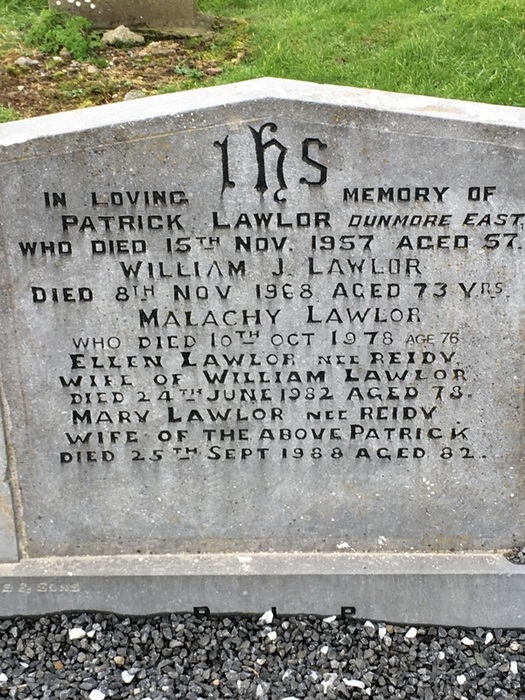 IHS
IN LOVING MEMORY OF
PATRICK LAWLOR DUNMORE EAST,
WHO DIED 15TH NOV. 1957 AGED 57.
WILLIAM J. LAWLOR
DIED 8TH NOV 1968 AGED 73 YRS
MALACHY LAWLOR
WHO DIED 10TH OCT 1978 AGE 76
ELLEN LAWLOR NEE REIDY
WIFE OF WILLIAM LAWLOR
DIED 24TH JUNE 1982 AGED 78.
MARY LAWLOR NEE REIDY
WIFE OF THE ABOVE PATRICK
DIED 25TH SEPT 1988 AGED 82.
& SONS
R I P